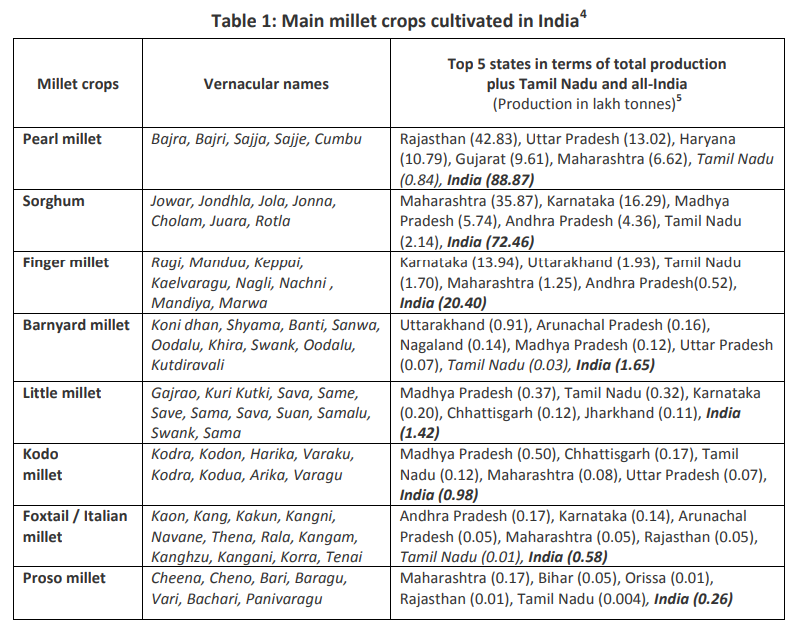 Table 1: Main millet crops cultivated in India4
Millet crops
Vernacular names
Top 5 states in terms of total production
plus Tamil Nadu and all-India
(Production in lakh tonnes)5
Pearl millet
Bajra, Bajri, Sajja, Sajje, Cumbu
Rajasthan (42.83), Uttar Pradesh (13.02), Haryana
(10.79), Gujarat (9.61), Maharashtra (6.62), Tamil Nadu
(0.84), India (88.87)
Sorghum
Jowar, Jondhla, Jola, Jonna,
Cholam, Juara, Rotla
Maharashtra (35.87), Karnataka (16.29), Madhya
Pradesh (5.74), Andhra Pradesh (4.36), Tamil Nadu
(2.14), India (72.46)
Finger millet
Ragi, Mandua, Keppai,
Kaelvaragu, Nagli, Nachni ,
Mandiya, Marwa
Karnataka (13.94), Uttarakhand (1.93), Tamil Nadu
(1.70), Maharashtra (1.25), Andhra Pradesh(0.52),
India (20.40)
Barnyard millet
Koni dhan, Shyama, Banti, Sanwa,
Oodalu, Khira, Swank, Oodalu,
Kutdiravali
Uttarakhand (0.91), Arunachal Pradesh (0.16),
Nagaland (0.14), Madhya Pradesh (0.12), Uttar Pradesh
(0.07), Tamil Nadu (0.03), India (1.65)
Little millet
Gajrao, Kuri Kutki, Sava, Same,
Save, Sama, Sava, Suan, Samalu,
Swank, Sama
Madhya Pradesh (0.37), Tamil Nadu (0.32), Karnataka
(0.20), Chhattisgarh (0.12), Jharkhand (0.11), India
(1.42)
Kodo
millet
Kodra, Kodon, Harika, Varaku,
Kodra, Kodua, Arika, Varagu
Madhya Pradesh (0.50), Chhattisgarh (0.17), Tamil
Nadu (0.12), Maharashtra (0.08), Uttar Pradesh (0.07),
India (0.98)
Foxtail / Italian
millet
Kaon, Kang, Kakun, Kangni,
Navane, Thena, Rala, Kangam,
Kanghzu, Kangani, Korra, Tenai
Andhra Pradesh (0.17), Karnataka (0.14), Arunachal
Pradesh (0.05), Maharashtra (0.05), Rajasthan (0.05),
Tamil Nadu (0.01), India (0.58)
Proso millet
Cheena, Cheno, Bari, Baragu,
Vari, Bachari, Panivaragu
Maharashtra (0.17), Bihar (0.05), Orissa (0.01),
Rajasthan (0.01), Tamil Nadu (0.004), India (0.26)